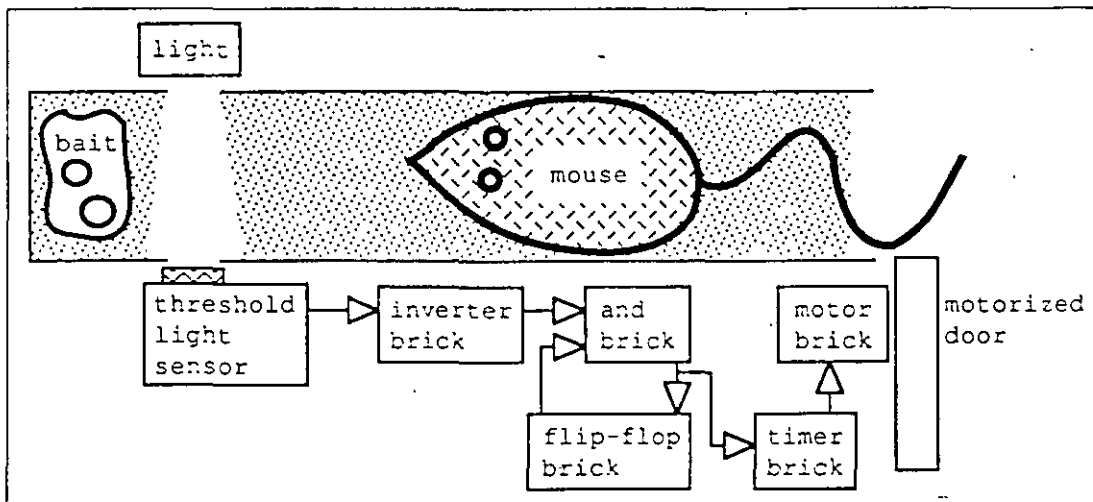 light
bait
mouse
threshold
light
sensor
inverter
brick
and
brick
motor
brick
motorized
door
flip-flop
brick
timer
brick